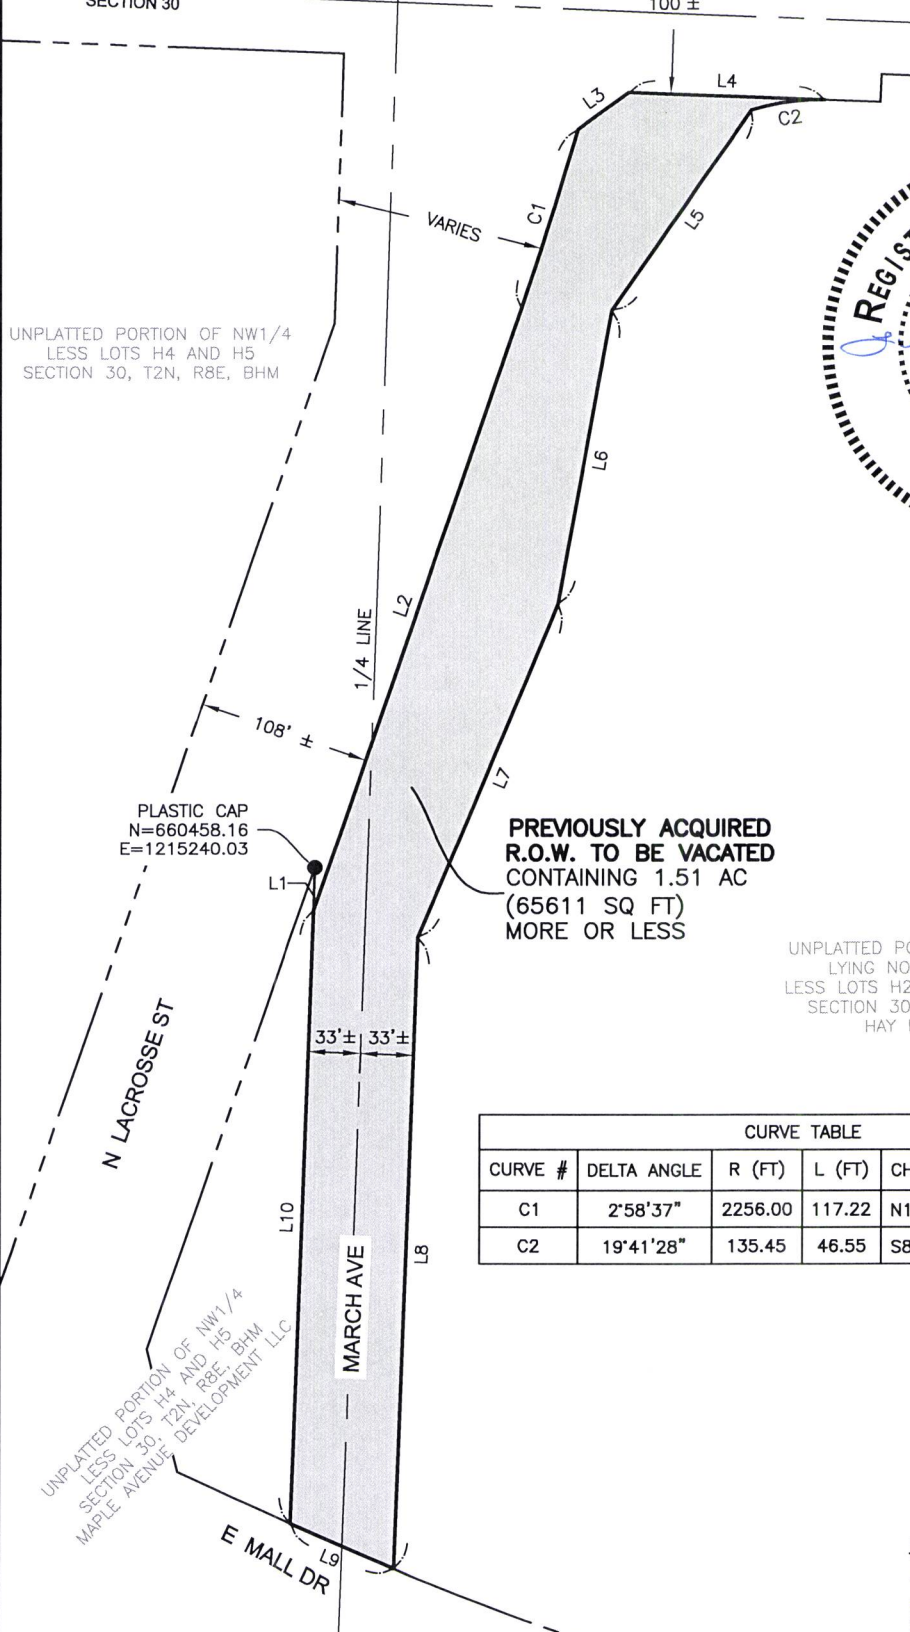 SECTION 30
100 ±
L4
L3
C2
C1
VARIES
L5
UNPLATTED PORTION OF NW1/4
LESS LOTS H4 AND H5
SECTION 30, T2N, R8E, BHM
L6
L2
1/4 LINE
108' ±
L7
PLASTIC CAP
N=660458.16
E=1215240.03
L1
PREVIOUSLY ACQUIRED
R.O.W. TO BE VACATED
CONTAINING 1.51 AC
(65611 SQ FT)
MORE OR LESS
LYING NO
LESS LOTS H2
SECTION 30
HAY
UNPLATTED
33'± 33'±
N LACROSSE ST
CURVE TABLE
CURVE # DELTA ANGLE R (FT) L (FT) CH
C1 2°58'37" 2256.00 117.22 N1
C2 19°41'28" 135.45 46.55 S8
L10
L8
MARCH AVE
UNPLATTED PORTION OF NW1/4
LESS LOTS H4 AND H5
SECTION 30, T2N, R8E, BHM
MAPLE AVENUE DEVELOPMENT LLC
L9
E MALL DR